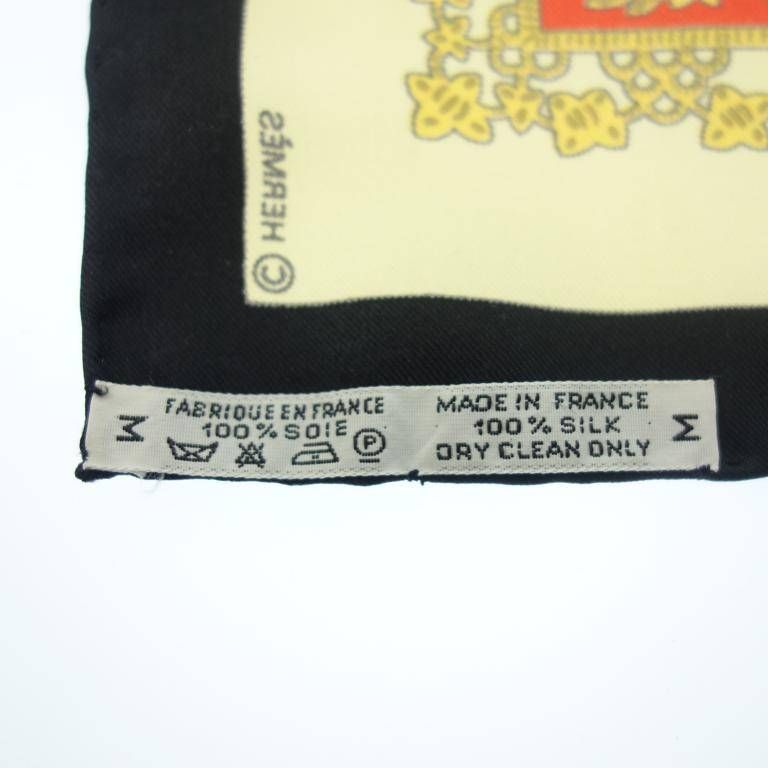 © HERMÈS
M
FABRIQUE EN FRANCE
100% SOIE
P
MADE IN FRANCE
100% SILK
DRY CLEAN ONLY
M